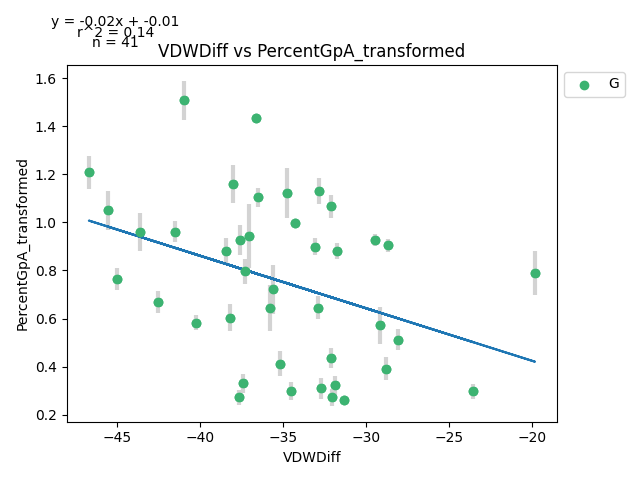 y = -0.02x + -0.01
r^2 = 0.14
n = 41
VDWDiff vs PercentGpA_transformed
G
PercentGpA_transformed
1.6
1.4
1.2
1.0
0.8
0.6
0.4
0.2
−45
−40
−35
−30
−25
−20
VDWDiff